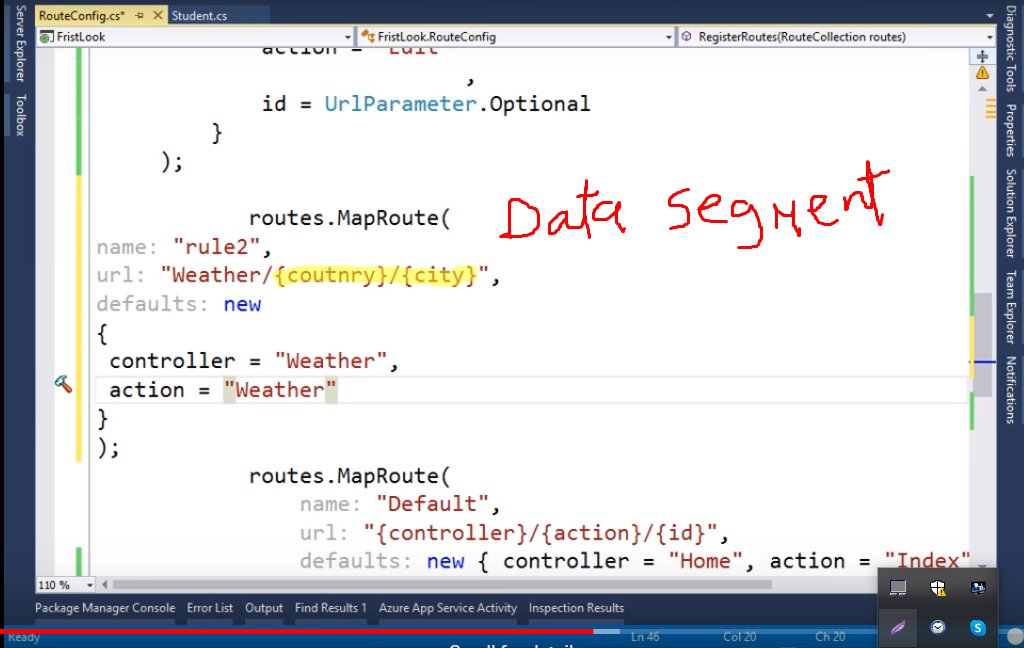 Server Explorer
Toolbox
RouteConfig.cs*
Student.cs
FristLook
FristLook.RouteConfig
RegisterRoutes(RouteCollection routes)
,
id = UrlParameter.Optional
}
);
routes.MapRoute(
Data segment
name: "rule2",
url: "Weather/{coutnry}/{city}",
defaults: new
{
controller = "Weather",
action = "Weather"
}
);
routes.MapRoute(
name: "Default",
url: "{controller}/{action}/{id}",
defaults: new { controller = "Home", action = "Index"
110 %
Package Manager Console Error List Output Find Results 1 Azure App Service Activity Inspection Results
Ready
Ln 46 Col 20 Ch 20
Diagnostic Tools
Properties
Solution Explorer
Team Explorer
Notifications